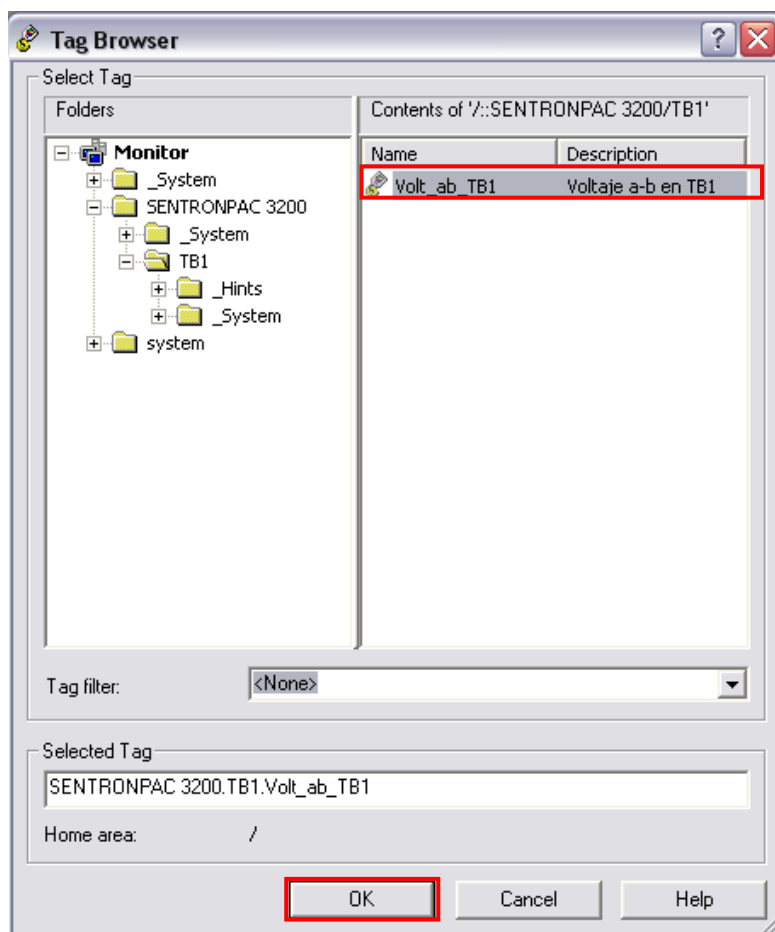 Tag Browser
Select Tag
Folders
Contents of '/::SENTRONPAC 3200/TB1'
Monitor
_System
SENTRONPAC 3200
_System
TB1
_Hints
_System
system
Name Description
Volt_ab_TB1 Voltaje a-b en TB1
Tag filter: <None>
Selected Tag
SENTRONPAC 3200.TB1.Volt_ab_TB1
Home area: /
OK Cancel Help